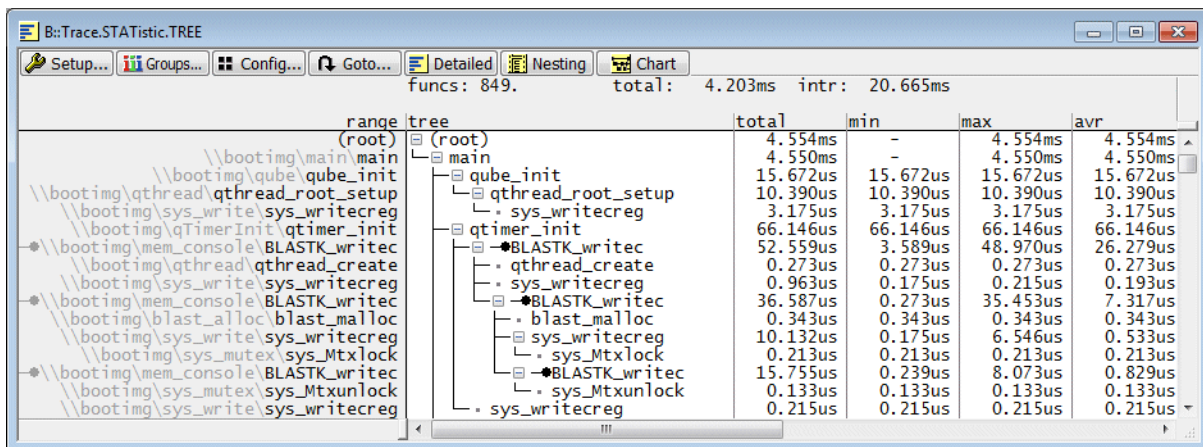 B::Trace.STATistic.TREE
Setup... Groups... Config... Goto... Detailed Nesting Chart
funcs: 849. total: 4.203ms intr: 20.665ms
range tree total min max avr
(root) (root) 4.554ms - 4.554ms 4.554ms
\\bootimg\main\main main 4.550ms - 4.550ms 4.550ms
\\bootimg\qube\qube_init qube_init 15.672us 15.672us 15.672us 15.672us
\\bootimg\qthread\qthread_root_setup qthread_root_setup 10.390us 10.390us 10.390us 10.390us
\\bootimg\sys_write\sys_writecreg sys_writecreg 3.175us 3.175us 3.175us 3.175us
\\bootimg\qTimerInit\qtimer_init qtimer_init 66.146us 66.146us 66.146us 66.146us
\\bootimg\mem_console\BLASTK_writec BLASTK_writec 52.559us 3.589us 48.970us 26.279us
\\bootimg\qthread\qthread_create qthread_create 0.273us 0.273us 0.273us 0.273us
\\bootimg\sys_write\sys_writecreg sys_writecreg 0.963us 0.175us 0.215us 0.193us
\\bootimg\mem_console\BLASTK_writec BLASTK_writec 36.587us 0.273us 35.453us 7.317us
\\bootimg\blast_alloc\blast_malloc blast_malloc 0.343us 0.343us 0.343us 0.343us
\\bootimg\sys_write\sys_writecreg sys_writecreg 10.132us 0.175us 6.546us 0.533us
\\bootimg\sys_mutex\sys_Mtxlock sys_Mtxlock 0.213us 0.213us 0.213us 0.213us
\\bootimg\mem_console\BLASTK_writec BLASTK_writec 15.755us 0.239us 8.073us 0.829us
\\bootimg\sys_mutex\sys_Mtxunlock sys_Mtxunlock 0.133us 0.133us 0.133us 0.133us
\\bootimg\sys_write\sys_writecreg sys_writecreg 0.215us 0.215us 0.215us 0.215us